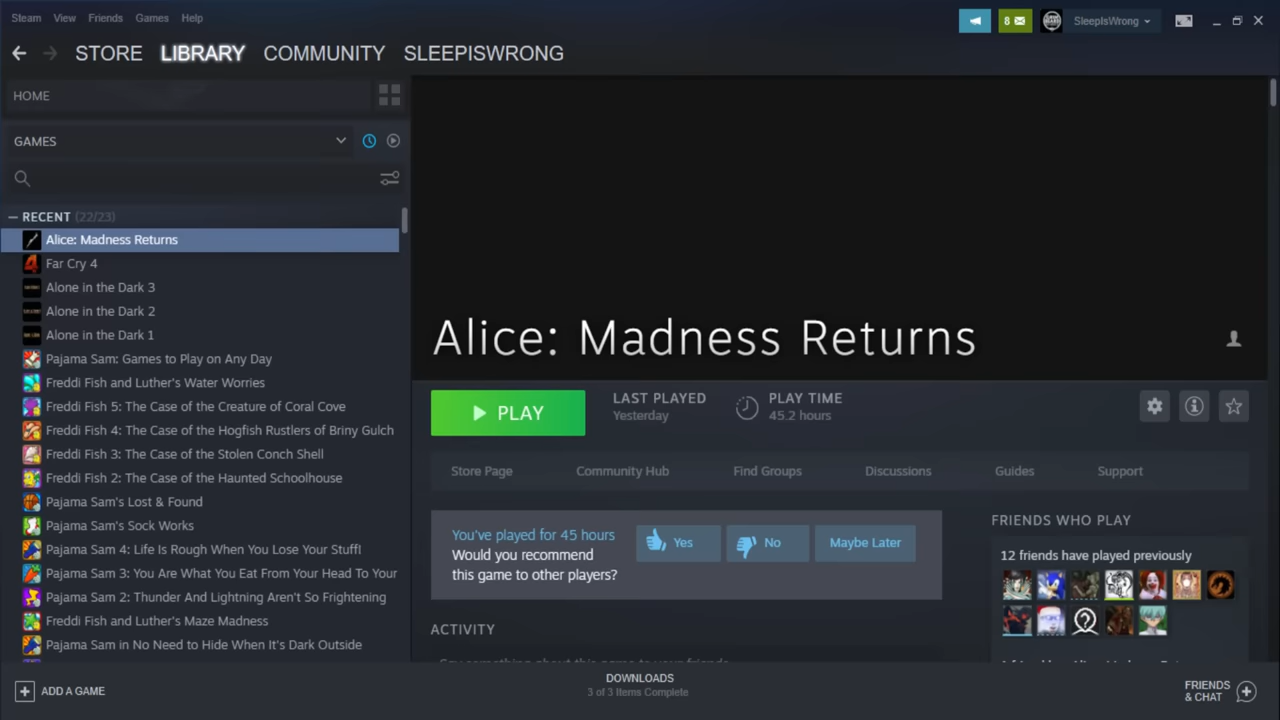 Steam View Friends Games Help
8
SleepIsWrong
STORE LIBRARY COMMUNITY SLEEPISWRONG
HOME
GAMES
RECENT (22/23)
Alice: Madness Returns
Far Cry 4
Alone in the Dark 3
Alone in the Dark 2
Alone in the Dark 1
Pajama Sam: Games to Play on Any Day
Freddi Fish and Luther's Water Worries
Freddi Fish 5: The Case of the Creature of Coral Cove
Freddi Fish 4: The Case of the Hogfish Rustlers of Briny Gulch
Freddi Fish 3: The Case of the Stolen Conch Shell
Freddi Fish 2: The Case of the Haunted Schoolhouse
Pajama Sam's Lost & Found
Pajama Sam's Sock Works
Pajama Sam 4: Life Is Rough When You Lose Your Stuff!
Pajama Sam 3: You Are What You Eat From Your Head To Your
Pajama Sam 2: Thunder And Lightning Aren't So Frightening
Freddi Fish and Luther's Maze Madness
Pajama Sam in No Need to Hide When It's Dark Outside
Alice: Madness Returns
PLAY
LAST PLAYED
Yesterday
PLAY TIME
45.2 hours
Store Page Community Hub Find Groups Discussions Guides Support
You've played for 45 hours
Would you recommend
this game to other players?
Yes No Maybe Later
ACTIVITY
Say something about this game to your friends
FRIENDS WHO PLAY
12 friends have played previously
ADD A GAME
DOWNLOADS
3 of 3 Items Complete
FRIENDS
& CHAT